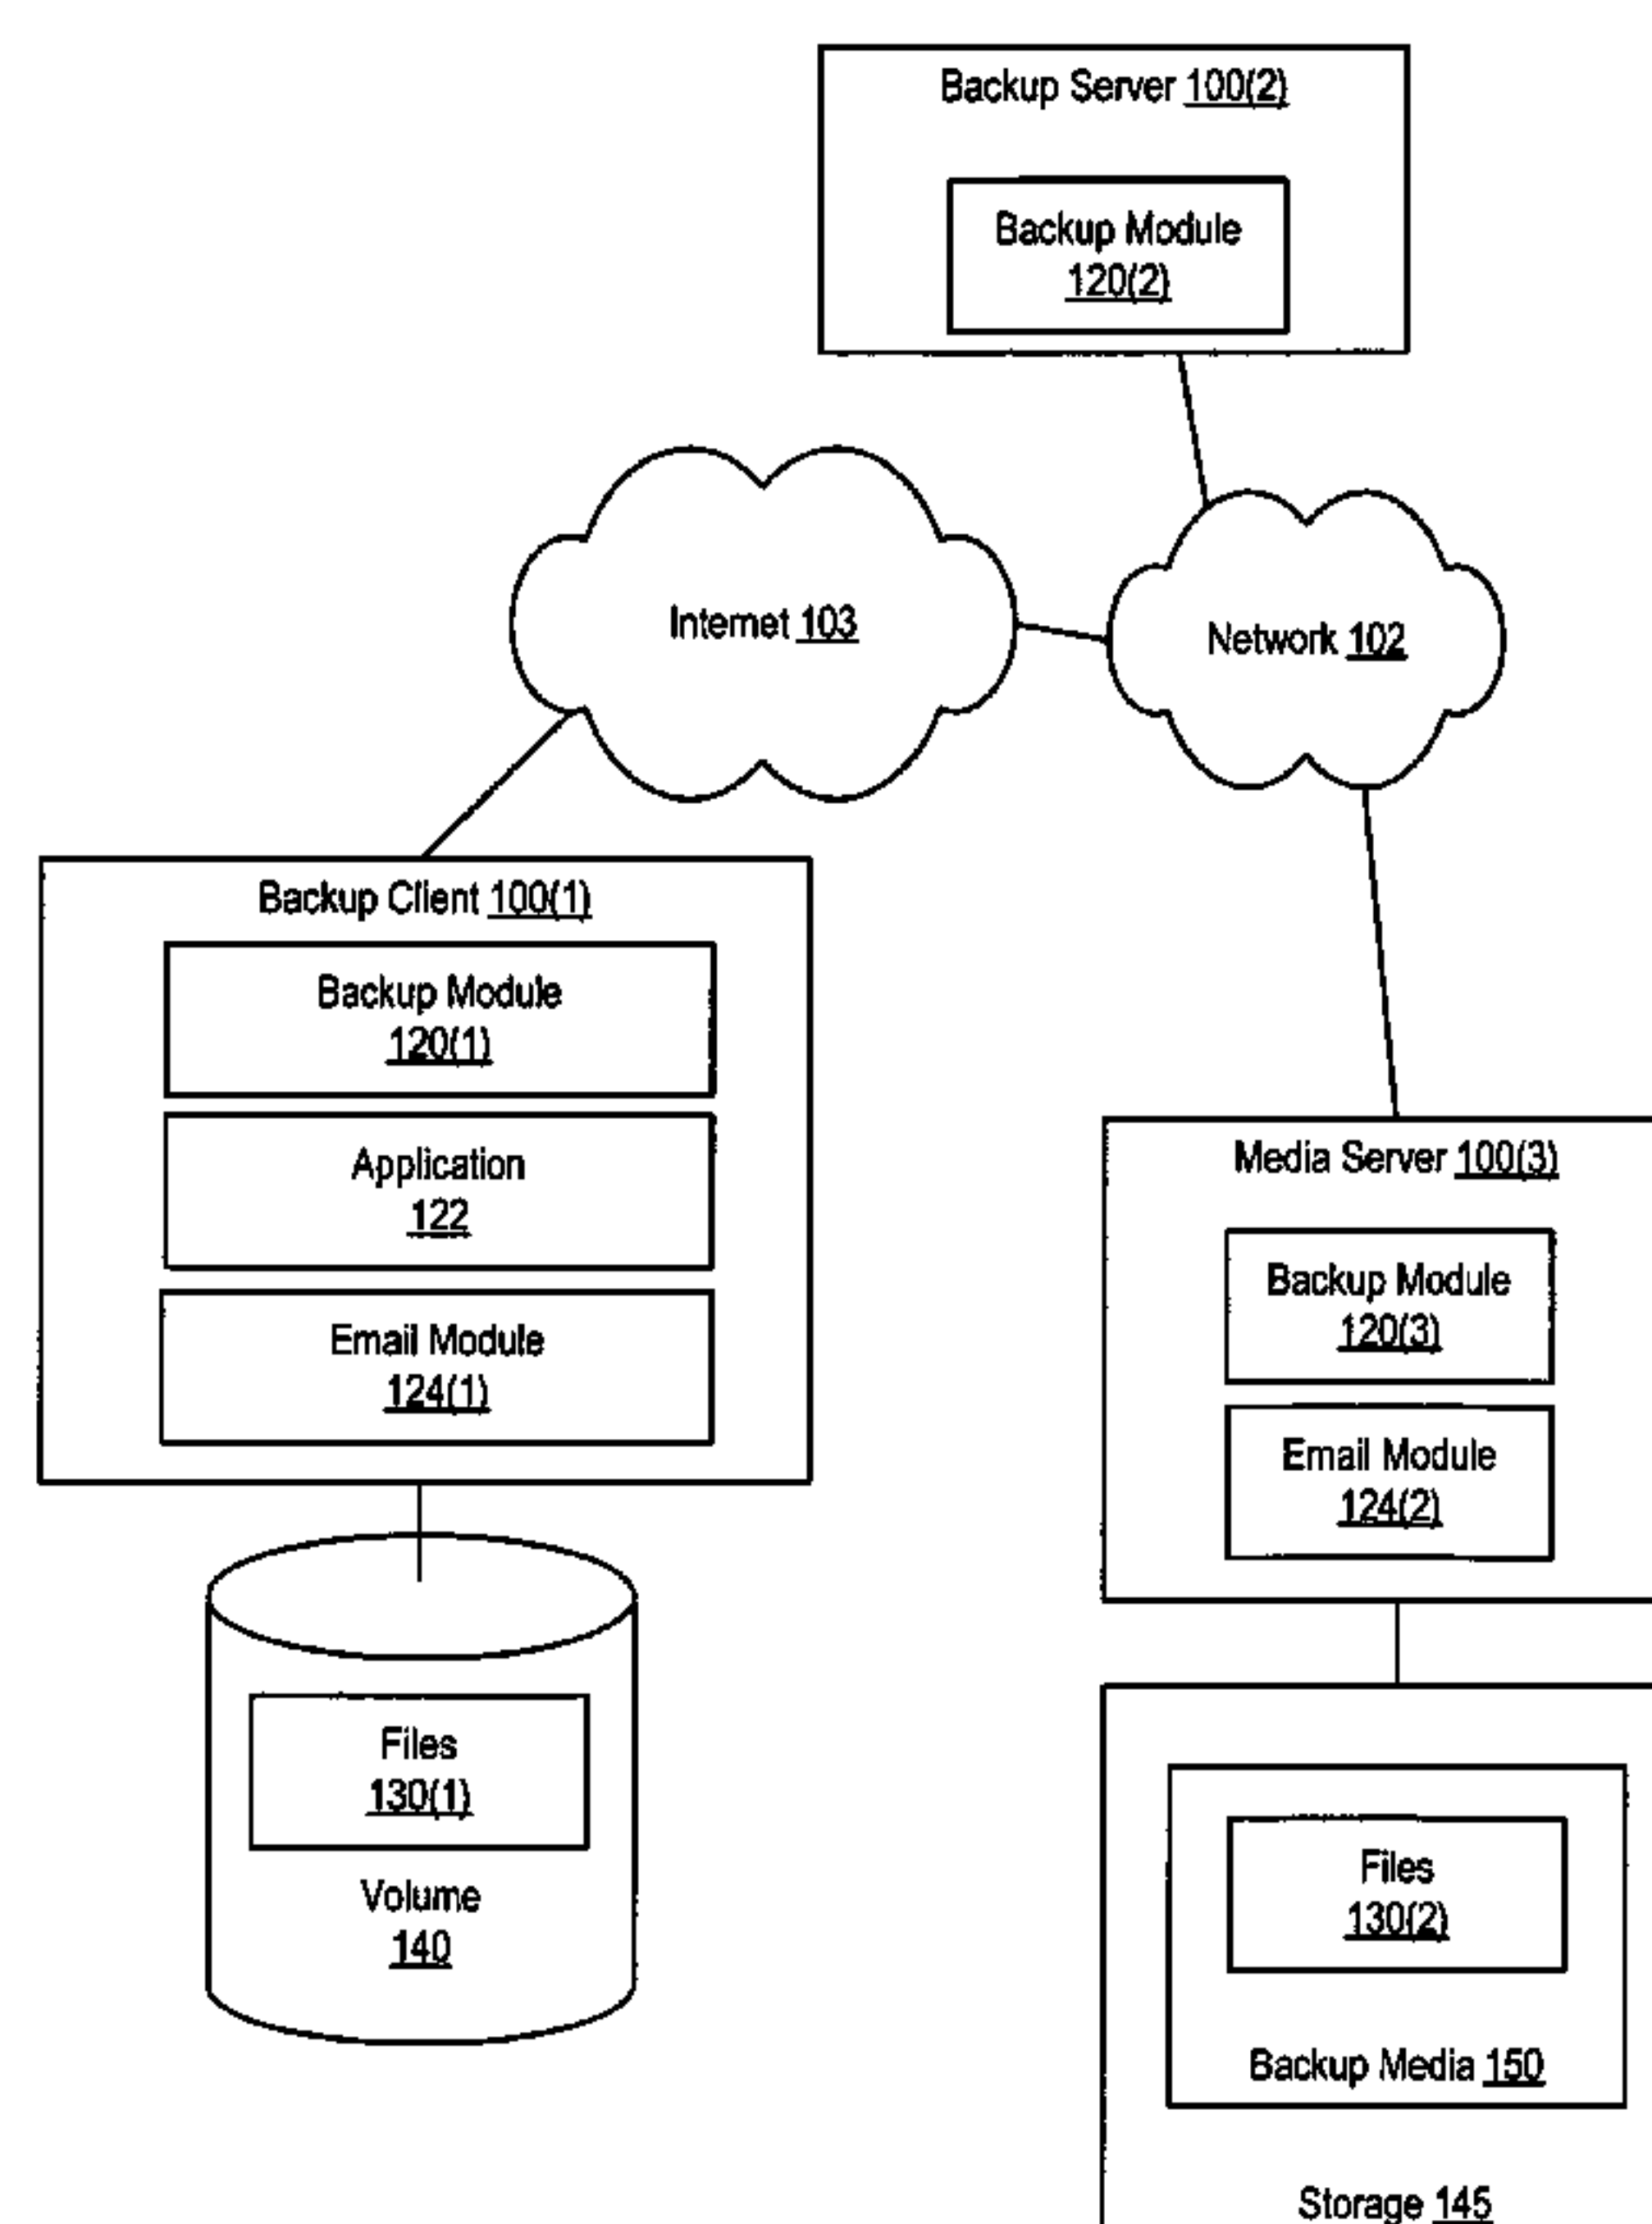 Backup Server 100(2)
Backup Module
120(2)
Internet 103
Network 102
Backup Client 100(1)
Backup Module
120(1)
Application
122
Email Module
124(1)
Media Server 100(3)
Backup Module
120(3)
Email Module
124(2)
Files
130(1)
Volume
140
Files
130(2)
Backup Media 150
Storage 145